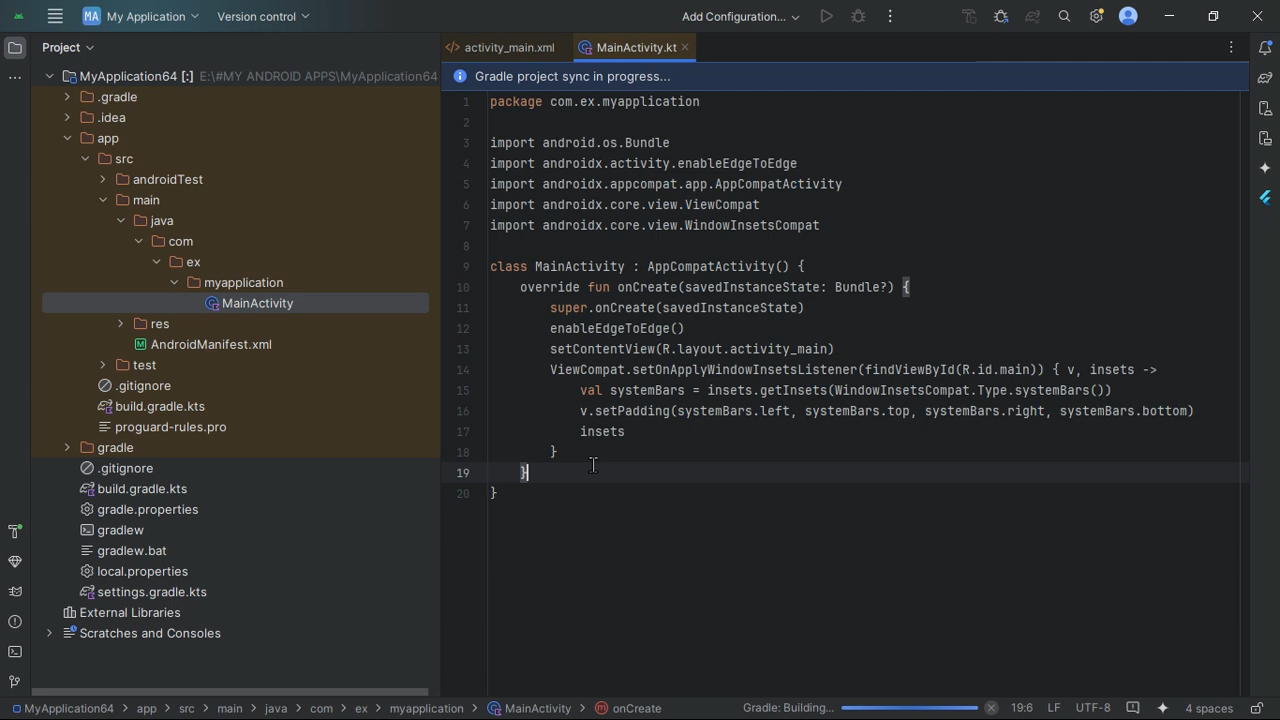 MA My Application Version control Add Configuration...
Project
activity_main.xml MainActivity.kt
MyApplication64 [:] E:\#MY ANDROID APPS\MyApplication64
Gradle project sync in progress...
.gradle
.idea
app
src
androidTest
main
java
com
ex
myapplication
MainActivity
res
AndroidManifest.xml
test
.gitignore
build.gradle.kts
proguard-rules.pro
gradle
.gitignore
build.gradle.kts
gradle.properties
gradlew
gradlew.bat
local.properties
settings.gradle.kts
External Libraries
Scratches and Consoles
1 package com.ex.myapplication
2
3 import android.os.Bundle
4 import androidx.activity.enableEdgeToEdge
5 import androidx.appcompat.app.AppCompatActivity
6 import androidx.core.view.ViewCompat
7 import androidx.core.view.WindowInsetsCompat
8
9 class MainActivity : AppCompatActivity() {
10 override fun onCreate(savedInstanceState: Bundle?) {
11 super.onCreate(savedInstanceState)
12 enableEdgeToEdge()
13 setContentView(R.layout.activity_main)
14 ViewCompat.setOnApplyWindowInsetsListener(findViewById(R.id.main)) { v, insets ->
15 val systemBars = insets.getInsets(WindowInsetsCompat.Type.systemBars())
16 v.setPadding(systemBars.left, systemBars.top, systemBars.right, systemBars.bottom)
17 insets
18 }
19 }
20 }
MyApplication64 > app > src > main > java > com > ex > myapplication > MainActivity > onCreate Gradle: Building... 19:6 LF UTF-8 4 spaces